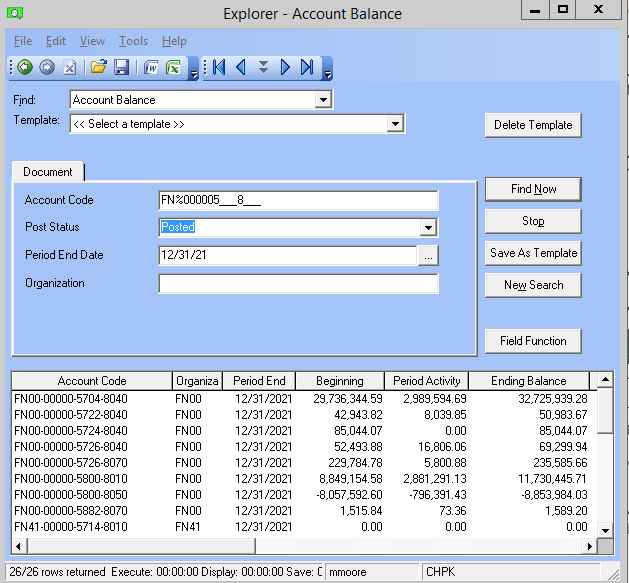 Explorer - Account Balance
File Edit View Tools Help
Find: Account Balance
Template: << Select a template >>
Delete Template
Document
Account Code FN%000005___8___
Find Now
Post Status Posted
Stop
Period End Date 12/31/21 ...
Save As Template
Organization
New Search
Field Function
Account Code Organiza Period End Beginning Period Activity Ending Balance
FN00-00000-5704-8040 FN00 12/31/2021 29,736,344.59 2,989,594.69 32,725,939.28
FN00-00000-5722-8040 FN00 12/31/2021 42,943.82 8,039.85 50,983.67
FN00-00000-5724-8040 FN00 12/31/2021 85,044.07 0.00 85,044.07
FN00-00000-5726-8040 FN00 12/31/2021 52,493.88 16,806.06 69,299.94
FN00-00000-5726-8070 FN00 12/31/2021 229,784.78 5,800.88 235,585.66
FN00-00000-5800-8010 FN00 12/31/2021 8,849,154.58 2,881,291.13 11,730,445.71
FN00-00000-5800-8050 FN00 12/31/2021 -8,057,592.60 -796,391.43 -8,853,984.03
FN00-00000-5882-8070 FN00 12/31/2021 1,515.84 73.36 1,589.20
FN41-00000-5714-8010 FN41 12/31/2021 0.00 0.00 0.00
26/26 rows returned Execute: 00:00:00 Display: 00:00:00 Save: 0 mmoore CHPK